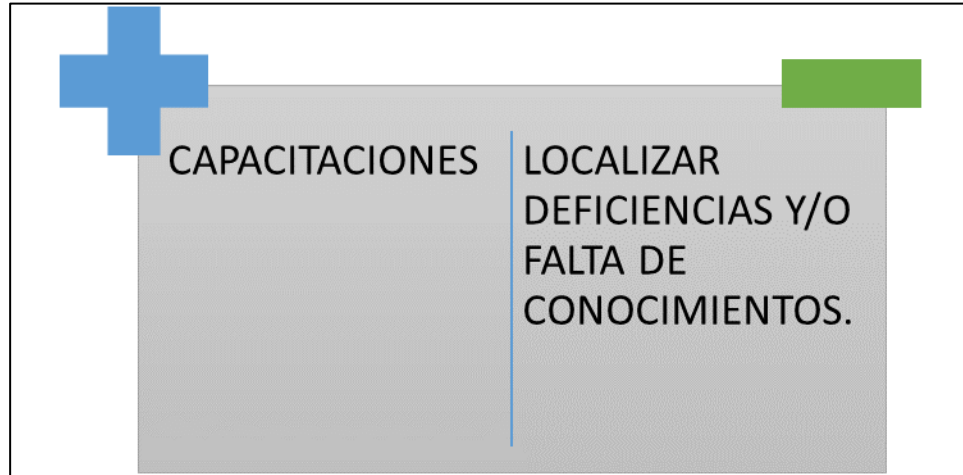 CAPACITACIONES
LOCALIZAR
DEFICIENCIAS Y/O
FALTA DE
CONOCIMIENTOS.